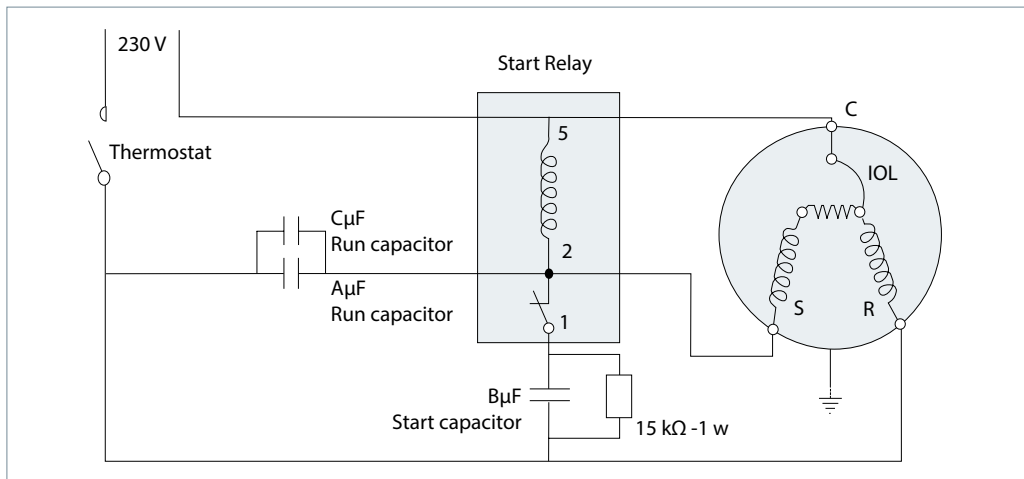 230 V
Start Relay
C
5
Thermostat
IOL
CµF
Run capacitor
2
AµF
Run capacitor
S
R
1
BµF
Start capacitor
15 kΩ -1 w